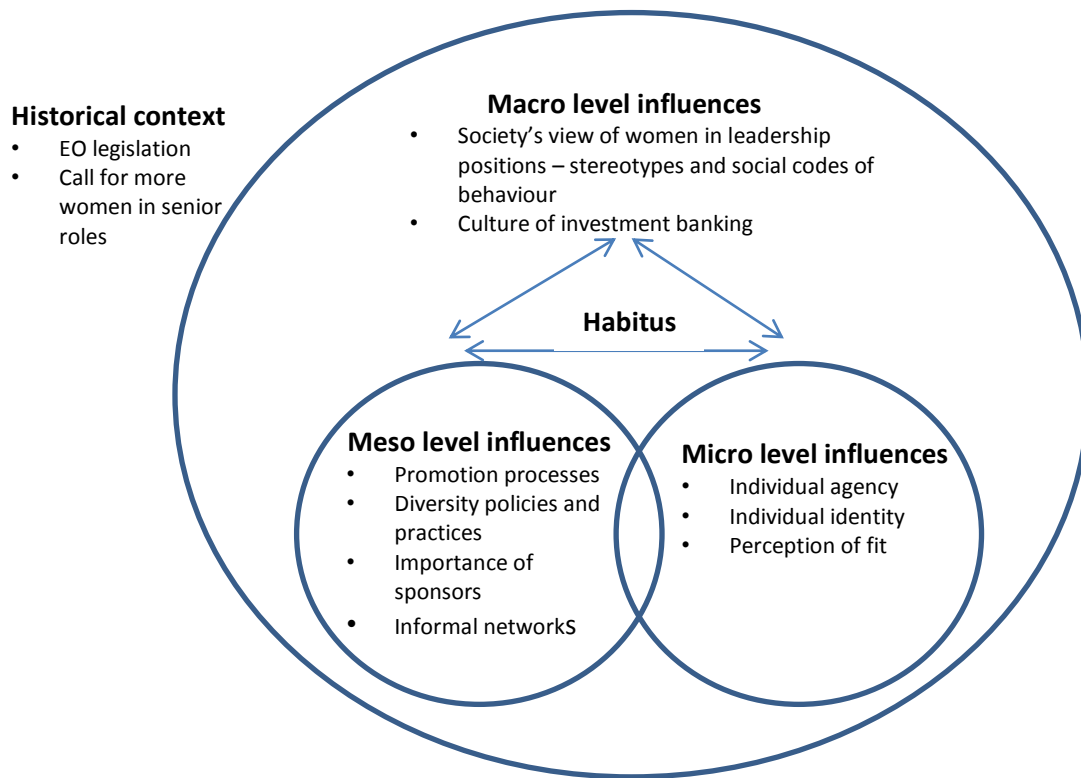 Historical context
• EO legislation
• Call for more
women in senior
roles
Macro level influences
• Society’s view of women in leadership
positions – stereotypes and social codes of
behaviour
• Culture of investment banking
Habitus
Meso level influences
• Promotion processes
• Diversity policies and
practices
• Importance of
sponsors
• Informal networks
Micro level influences
• Individual agency
• Individual identity
• Perception of fit